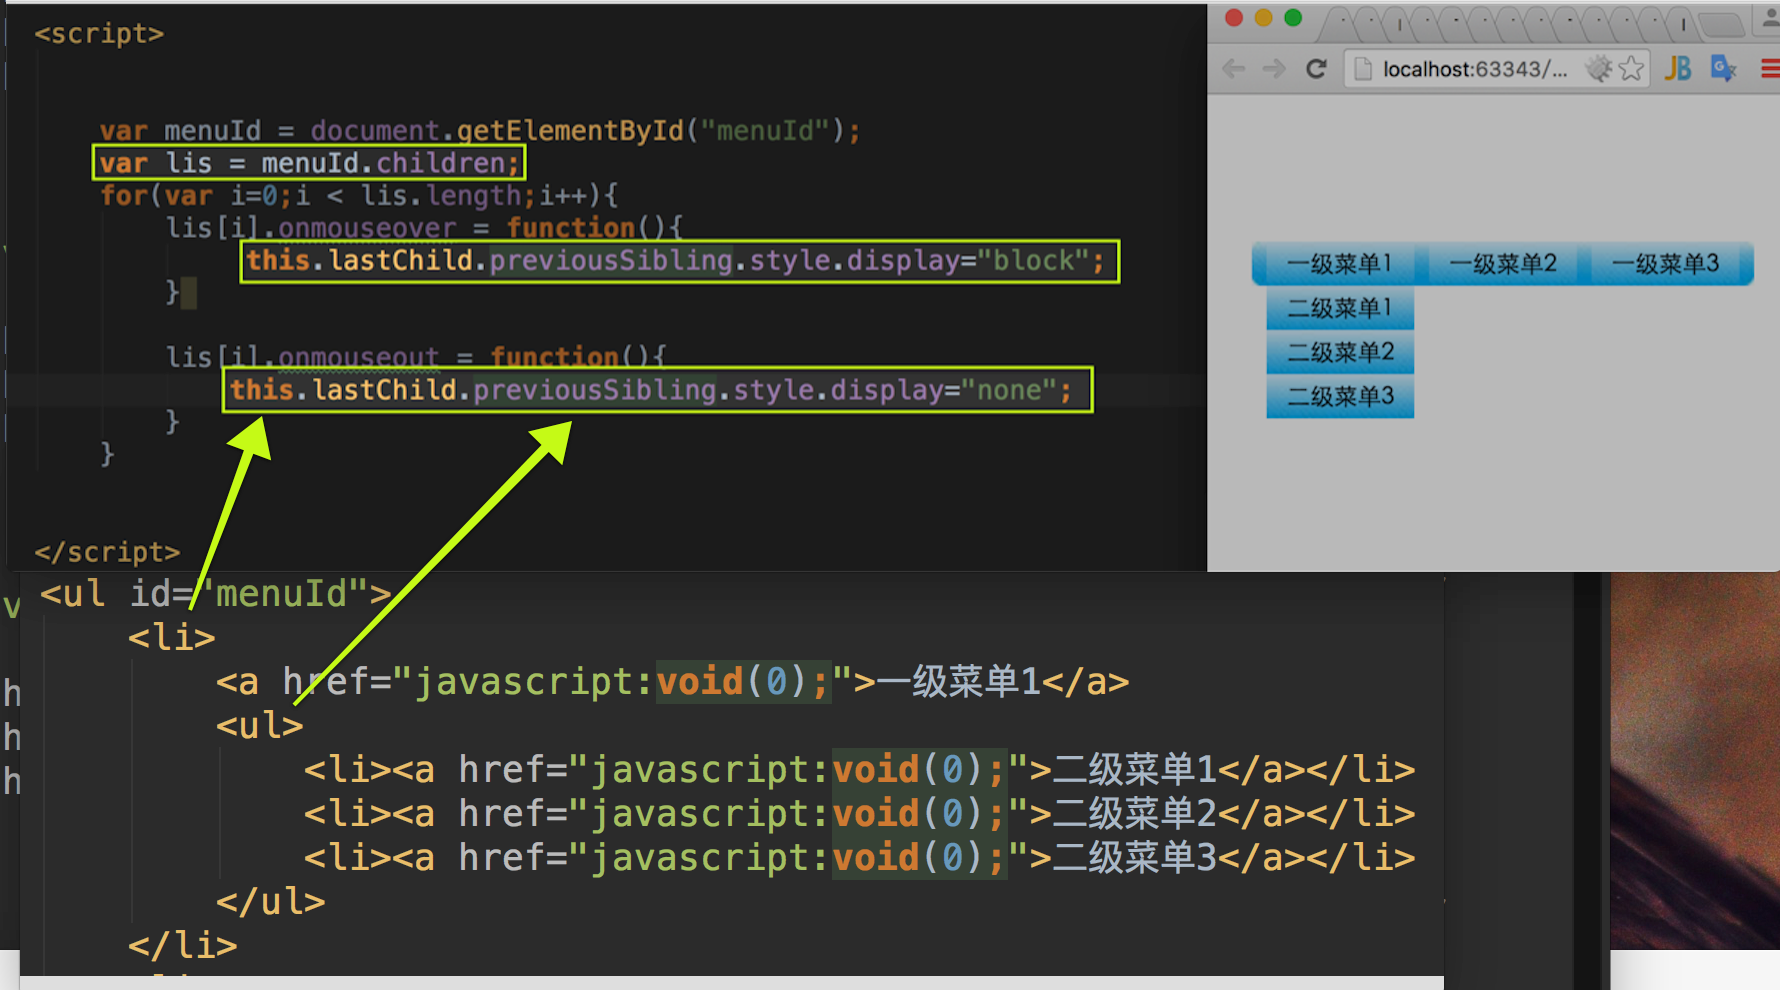 <script>
var menuId = document.getElementById("menuId");
var lis = menuId.children;
for(var i=0;i < lis.length;i++){
lis[i].onmouseover = function(){
this.lastChild.previousSibling.style.display="block";
}
lis[i].onmouseout = function(){
this.lastChild.previousSibling.style.display="none";
}
}
</script>
localhost:63343/...
JB
一级菜单1 一级菜单2 一级菜单3
二级菜单1
二级菜单2
二级菜单3
<ul id="menuId">
<li>
<a href="javascript:void(0);">一级菜单1</a>
<ul>
<li><a href="javascript:void(0);">二级菜单1</a></li>
<li><a href="javascript:void(0);">二级菜单2</a></li>
<li><a href="javascript:void(0);">二级菜单3</a></li>
</ul>
</li>
h
h
h